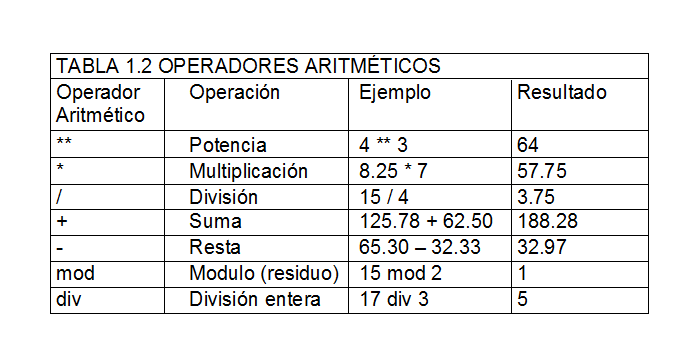 TABLA 1.2 OPERADORES ARITMÉTICOS
Operador Aritmético Operación Ejemplo Resultado
** Potencia 4 ** 3 64
* Multiplicación 8.25 * 7 57.75
/ División 15 / 4 3.75
+ Suma 125.78 + 62.50 188.28
- Resta 65.30 – 32.33 32.97
mod Modulo (residuo) 15 mod 2 1
div División entera 17 div 3 5